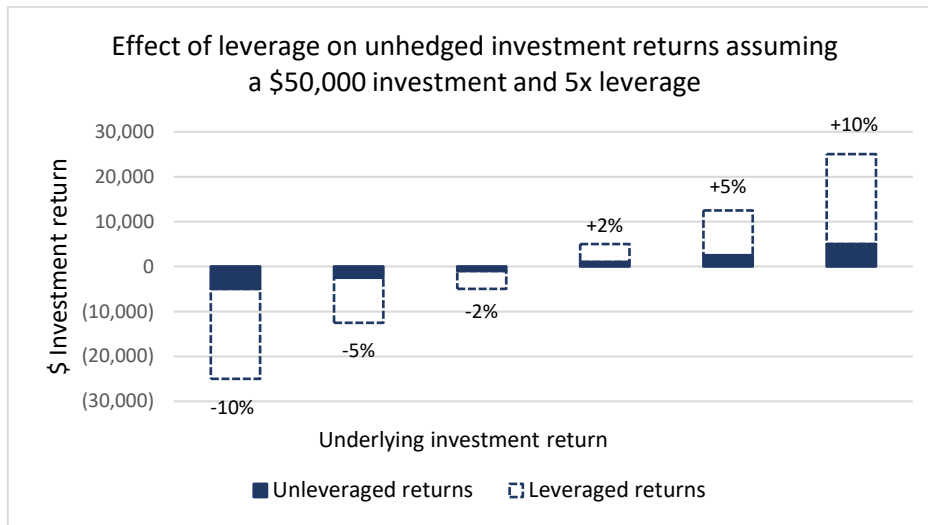 Effect of leverage on unhedged investment returns assuming
a $50,000 investment and 5x leverage
$ Investment return
30,000
20,000
10,000
0
(10,000)
(20,000)
(30,000)
-10%
-5%
-2%
+2%
+5%
+10%
Underlying investment return
Unleveraged returns
Leveraged returns